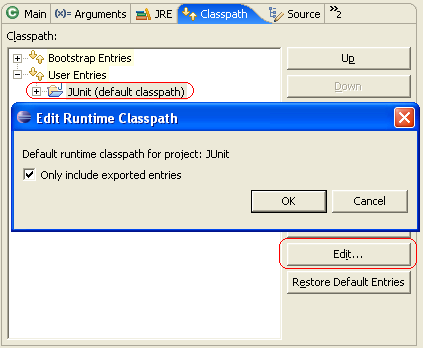 Main
Arguments
JRE
Classpath
Source
»2
Classpath:
Bootstrap Entries
User Entries
JUnit (default classpath)
Up
Down
Edit Runtime Classpath
Default runtime classpath for project: JUnit
Only include exported entries
OK
Cancel
Edit...
Restore Default Entries